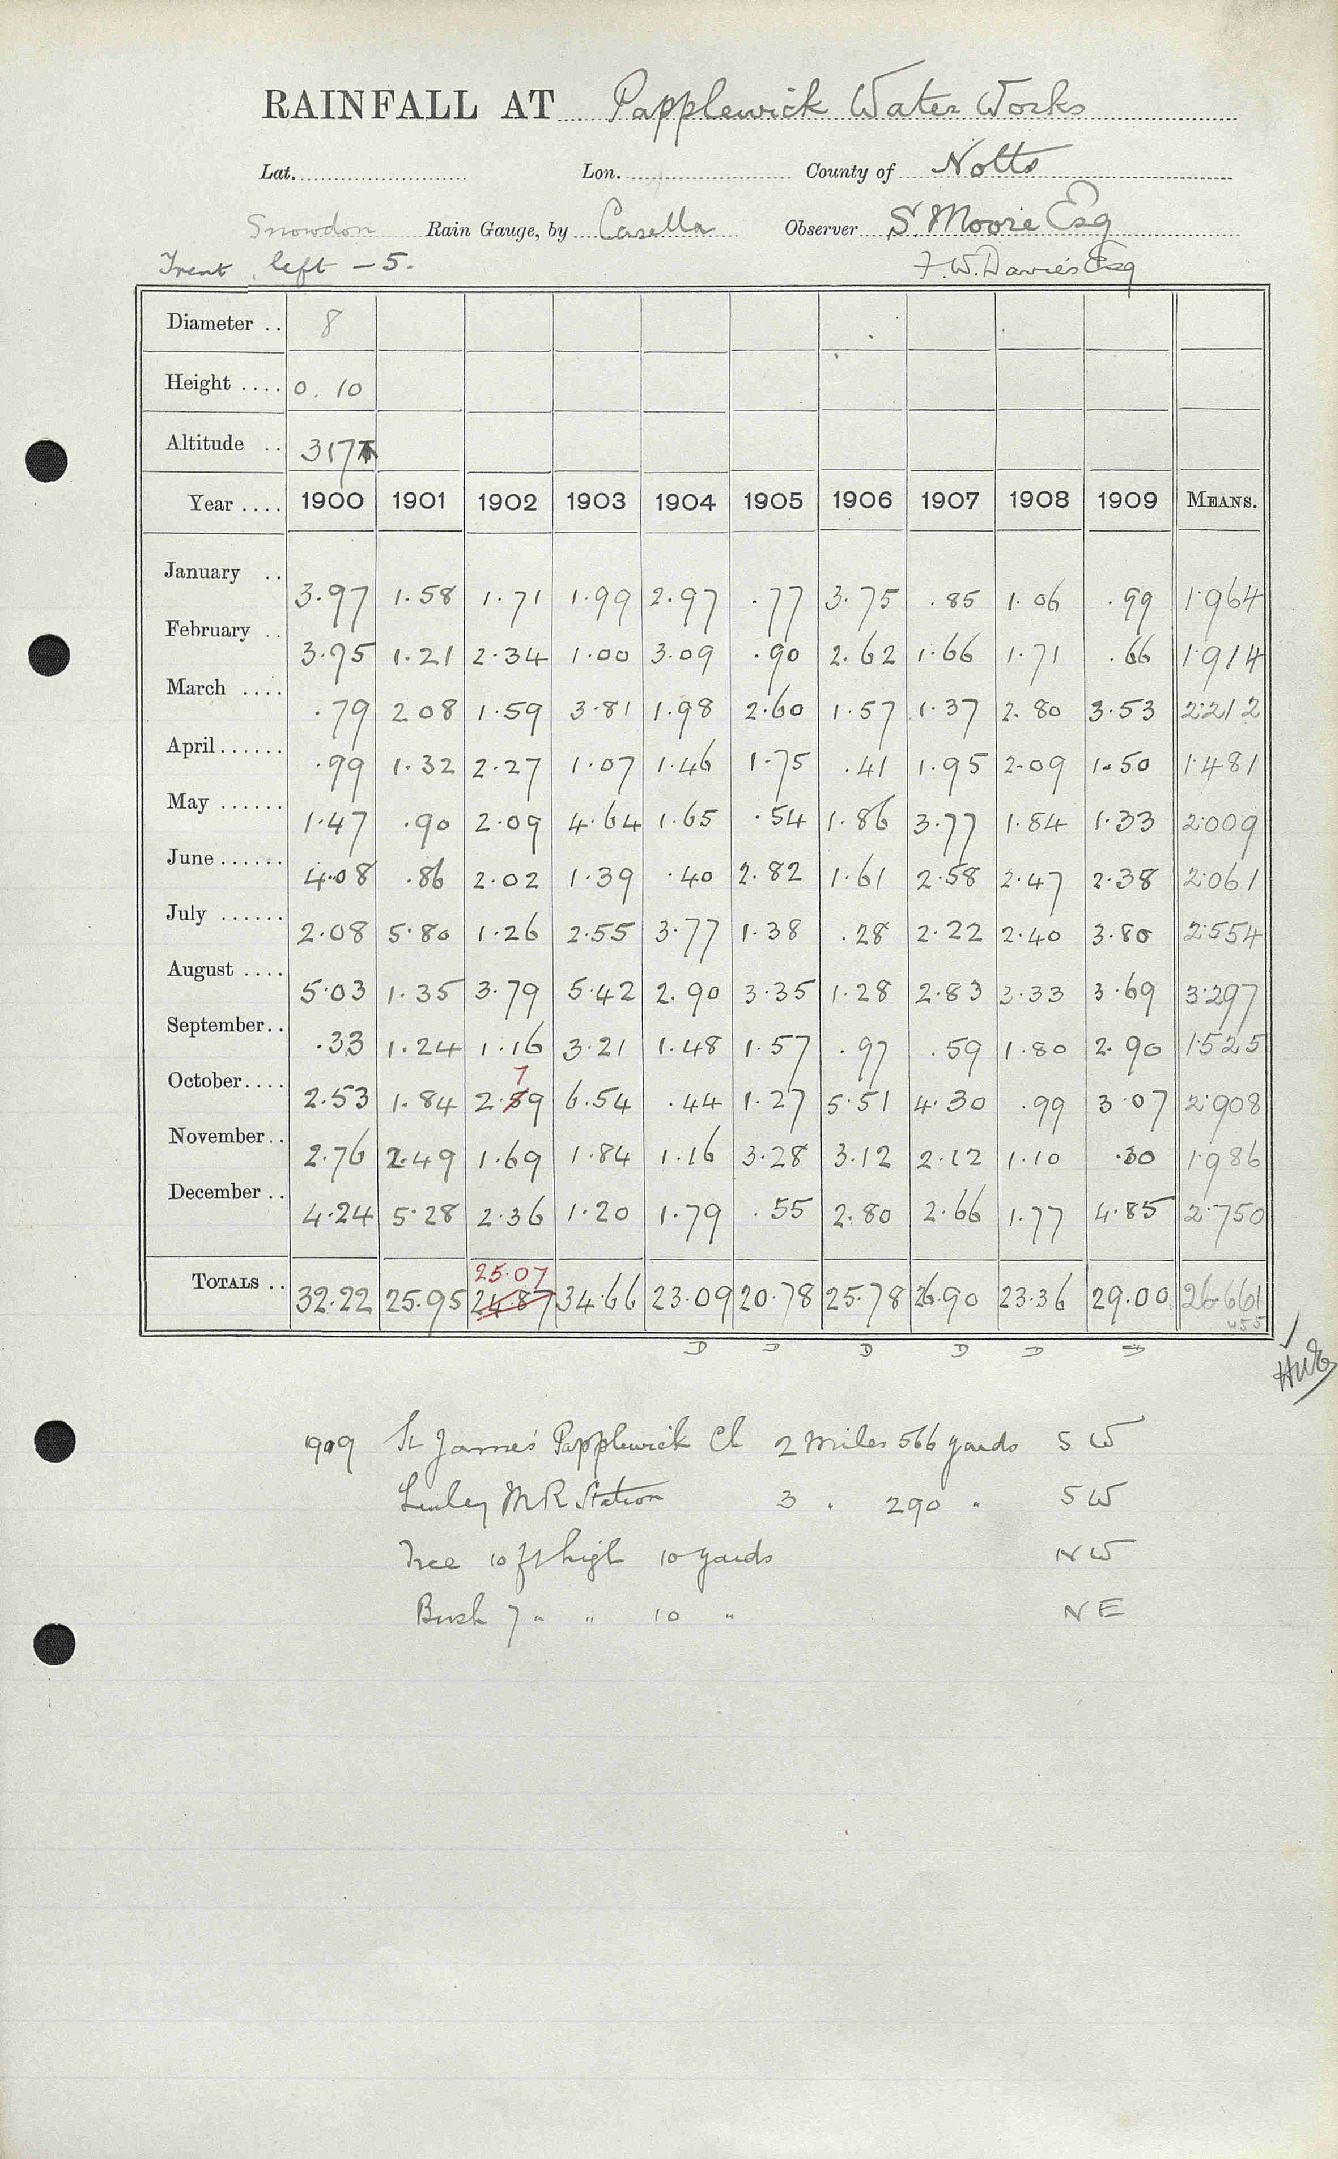 RAINFALL AT Papplewick Water Works
Lat. Lon. County of Notts
Snowdon Rain Gauge, by Casella Observer S. Moore Esq
Trent left - 5. F. W. Davies Esq
Diameter .. 8
Height .... 0. 10
Altitude .. 317
Year .... 1900 1901 1902 1903 1904 1905 1906 1907 1908 1909 MEANS.
January .. 3.97 1.58 1.71 1.99 2.97 .77 3.75 .85 1.06 .99 1.964
February .. 3.95 1.21 2.34 1.00 3.09 .90 2.62 1.66 1.71 .66 1.914
March .... .79 2 08 1.59 3.81 1.98 2.60 1.57 1.37 2.80 3.53 2.212
April ...... .99 1.32 2.27 1.07 1.46 1.75 .41 1.95 2.09 1.50 1.481
May ...... 1.47 .90 2.09 4.64 1.65 .54 1.86 3.77 1.84 1.33 2.009
June ...... 4.08 .86 2.02 1.39 .40 2.82 1.61 2.58 2.47 2.38 2.061
July ...... 2.08 5.80 1.26 2.55 3.77 1.38 .28 2.22 2.40 3.80 2.554
August .... 5.03 1.35 3.79 5.42 2.90 3.35 1.28 2.83 3.33 3.69 3.297
September.. .33 1.24 1.16 3.21 1.48 1.57 .97 .59 1.80 2.90 1.525
7
October.... 2.53 1.84 2.59 6.54 .44 1.27 5.51 4.30 .99 3.07 2.908
November.. 2.76 2.49 1.69 1.84 1.16 3.28 3.12 2.12 1.10 .30 1.986
December .. 4.24 5.28 2.36 1.20 1.79 .55 2.80 2.66 1.77 4.85 2.750
25.07
TOTALS .. 32.22 25.95 24.87 34.66 23.09 20.78 25.78 26.90 23.36 29.00 26.661
455
D D D D D D
1909 St James's Papplewick Ch 2 miles 566 yards S W
Linley M R Station 3 . 290 " S W
Tree 10 ft high 10 yards N W
Bush 7 " " 10 " N E